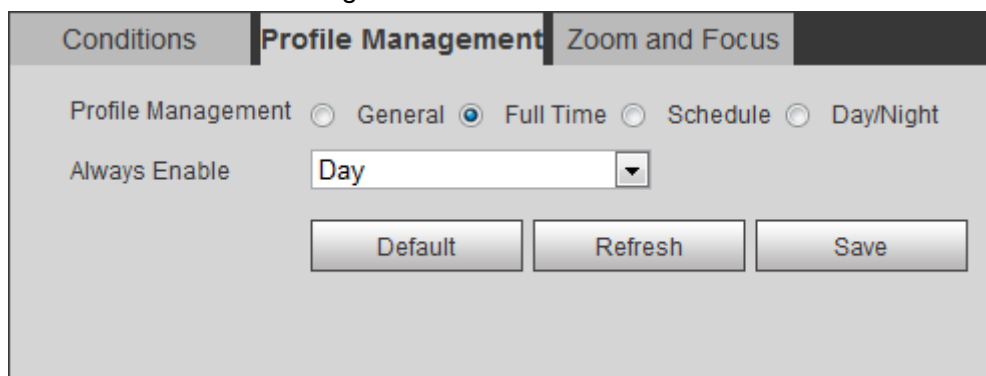 Conditions Profile Management Zoom and Focus
Profile Management General Full Time Schedule Day/Night
Always Enable Day
Default Refresh Save